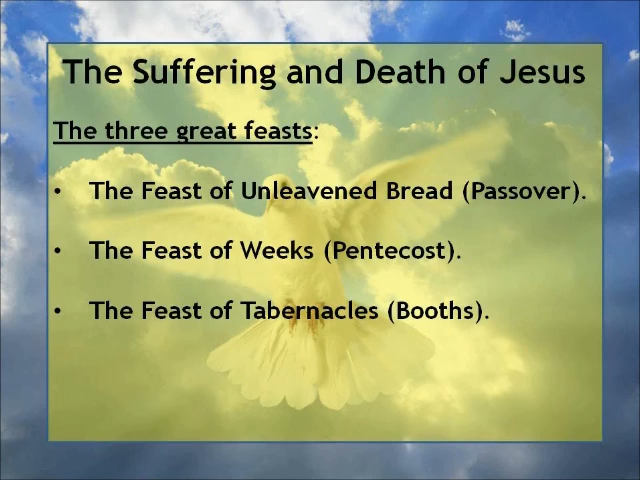 The Suffering and Death of Jesus
The three great feasts:
• The Feast of Unleavened Bread (Passover).
• The Feast of Weeks (Pentecost).
• The Feast of Tabernacles (Booths).